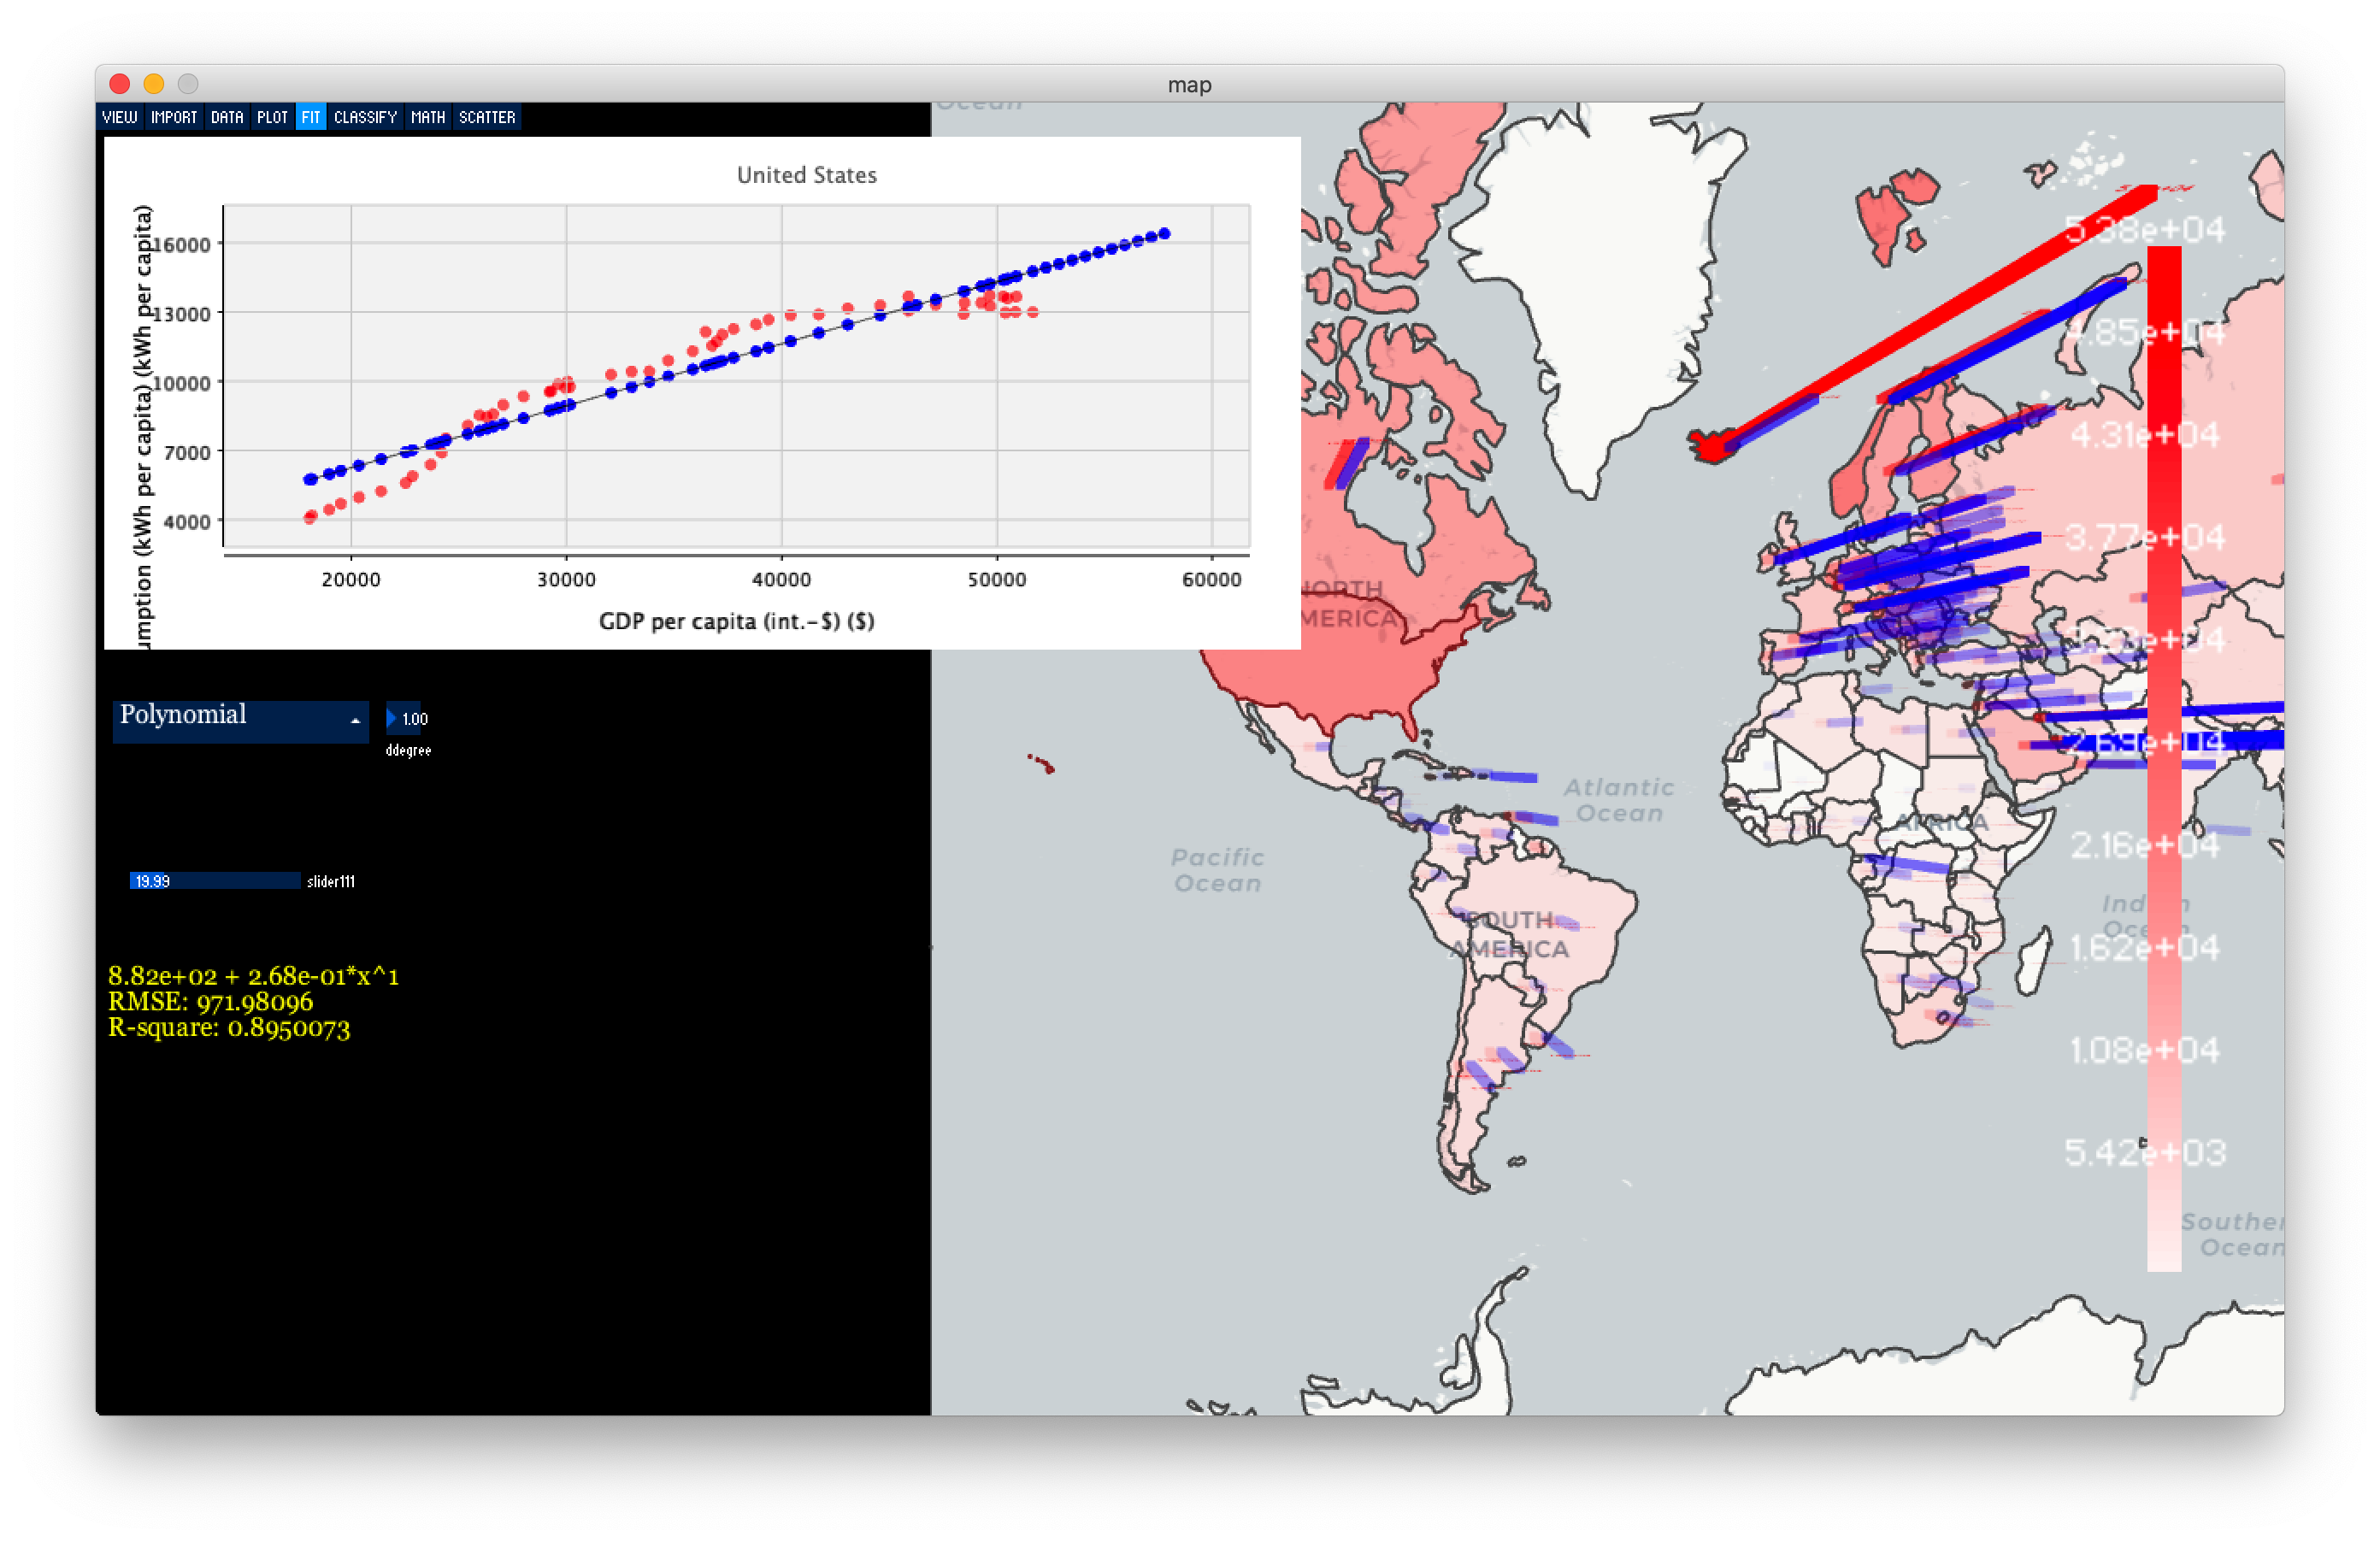 map
VIEW IMPORT DATA PLOT FIT CLASSIFY MATH SCATTER
Ocean
United States
umption (kWh per capita) (kWh per capita)
16000
13000
10000
7000
4000
20000 30000 40000 50000 60000
GDP per capita (int.-$) ($)
Polynomial
1.00
ddegree
19.99 slider111
8.82e+02 + 2.68e-01*x^1
RMSE: 971.98096
R-square: 0.8950073
NORTH
AMERICA
Atlantic
Ocean
Pacific
Ocean
SOUTH
AMERICA
AFRICA
Southern
Ocean
5.38e+04
4.85e+04
4.31e+04
3.77e+04
3.23e+04
2.69e+04
2.16e+04
1.62e+04
1.08e+04
5.42e+03